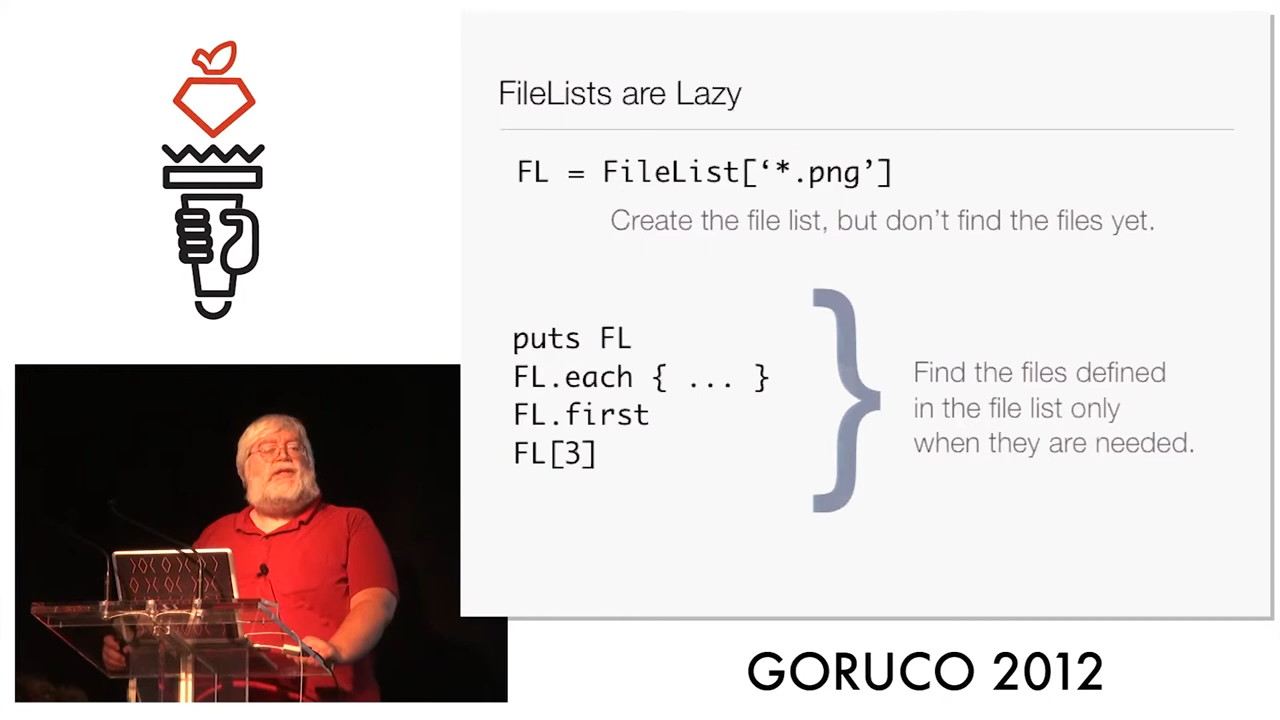 FileLists are Lazy
FL = FileList[‘*.png’]
Create the file list, but don’t find the files yet.
puts FL
FL.each { ... }
FL.first
FL[3]
Find the files defined
in the file list only
when they are needed.
GORUCO 2012